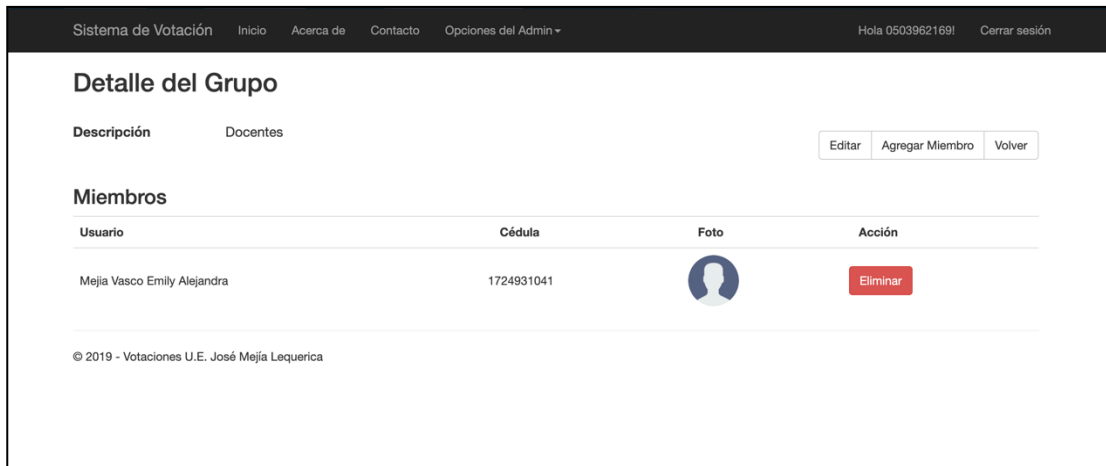 Sistema de Votación Inicio Acerca de Contacto Opciones del Admin Hola 0503962169! Cerrar sesión
Detalle del Grupo
Descripción Docentes
Editar Agregar Miembro Volver
Miembros
Usuario Cédula Foto Acción
Mejia Vasco Emily Alejandra 1724931041 Eliminar
© 2019 - Votaciones U.E. José Mejía Lequerica